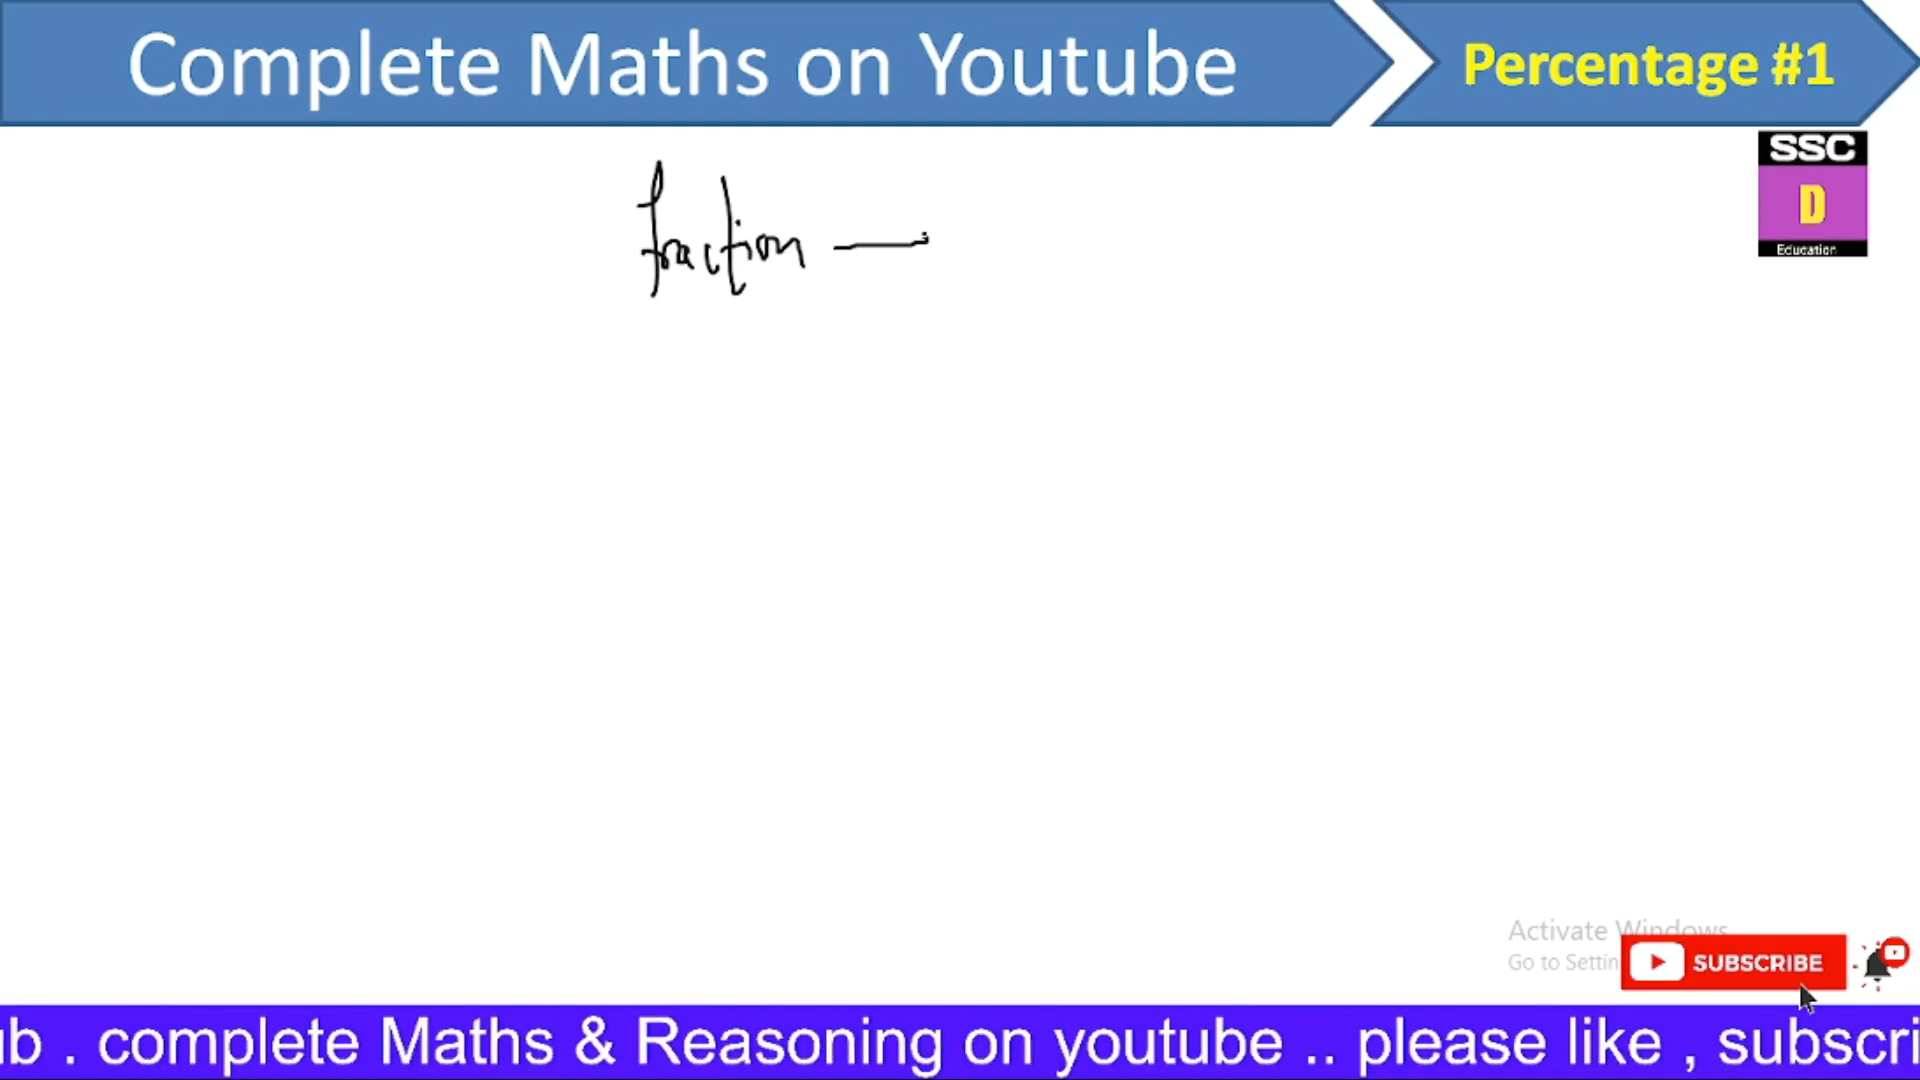 Complete Maths on Youtube
Percentage #1
SSC
D
Education
fraction —
Activate Windows
Go to Settin
SUBSCRIBE
ub . complete Maths & Reasoning on youtube .. please like , subscri